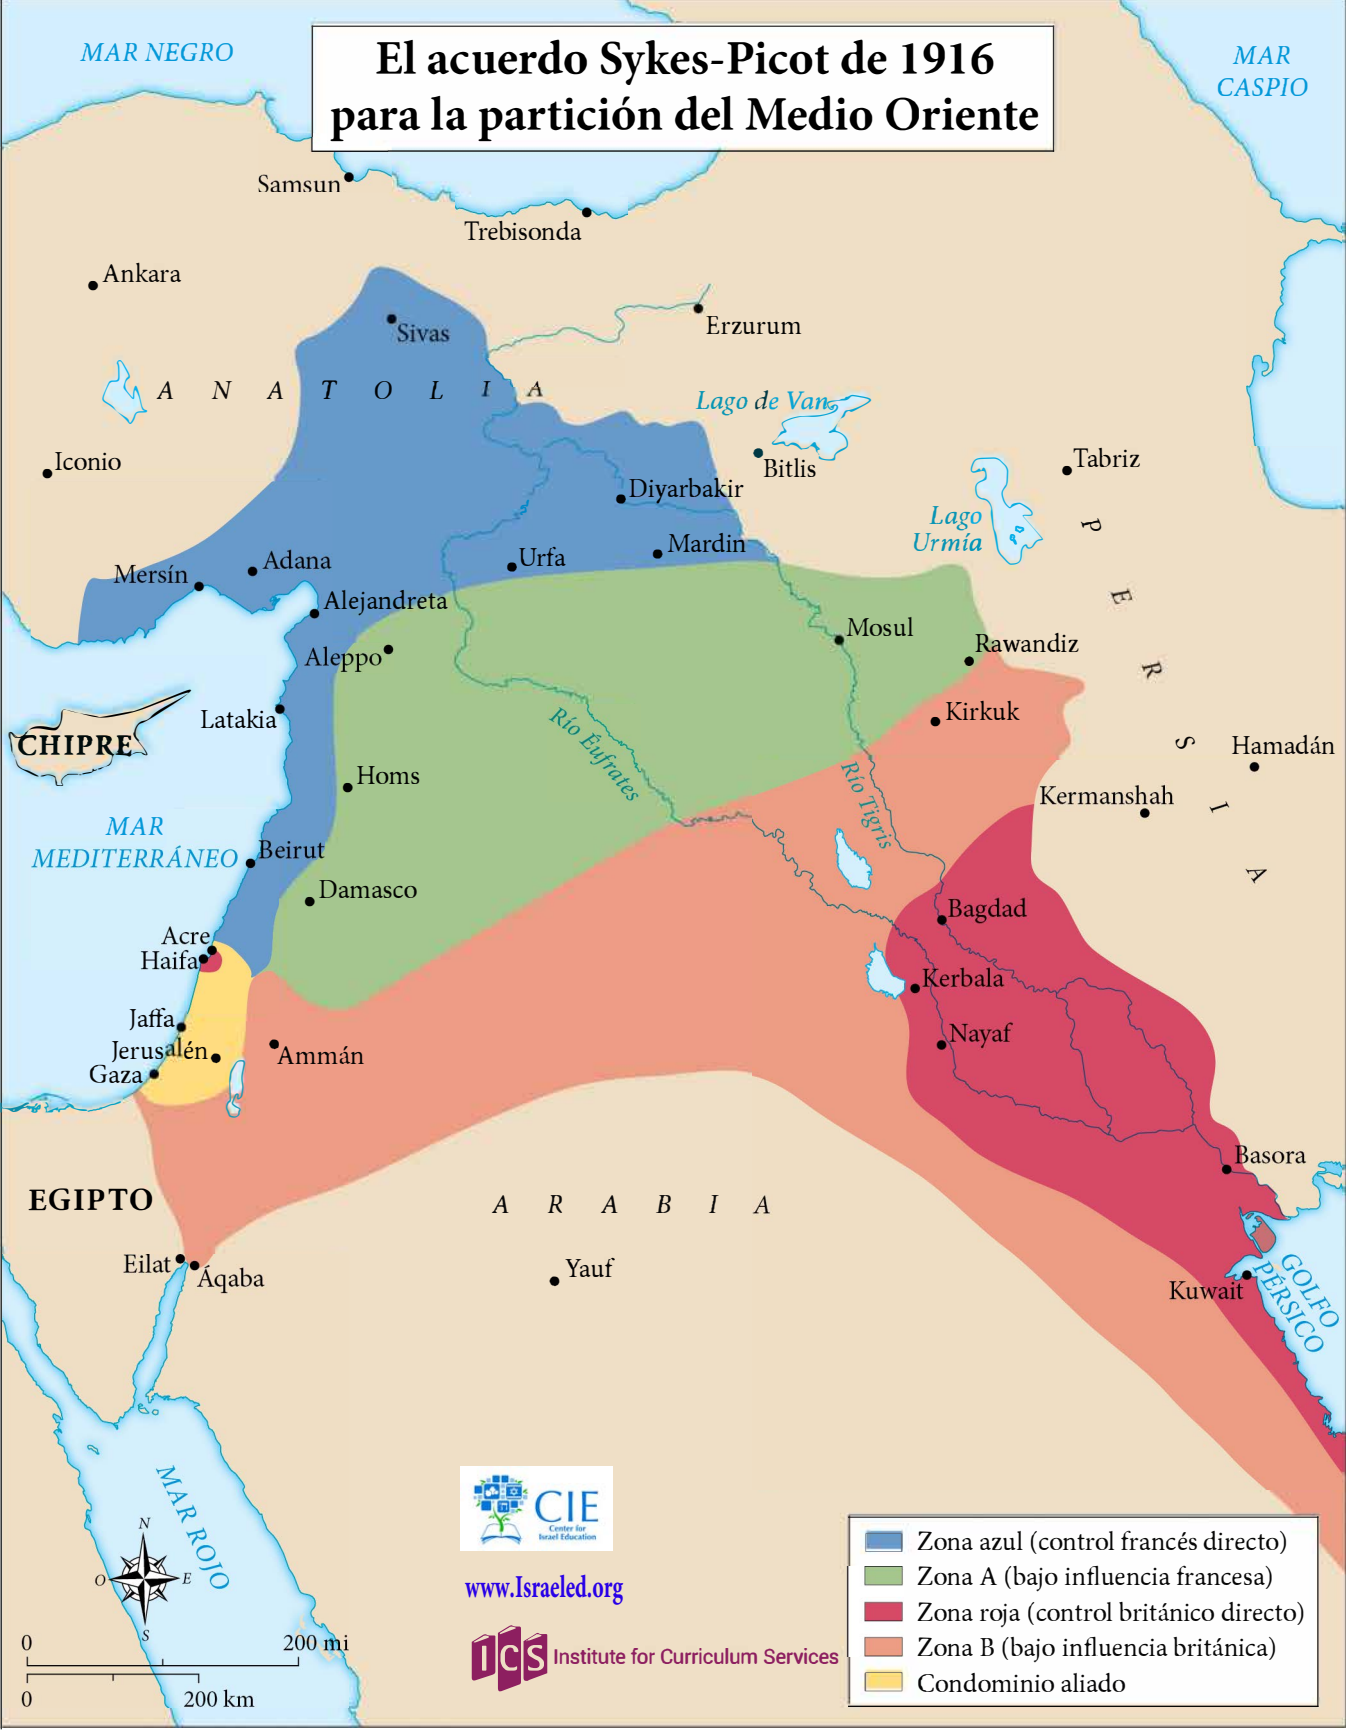 El acuerdo Sykes-Picot de 1916
para la partición del Medio Oriente
MAR NEGRO
MAR
CASPIO
Samsun
Trebisonda
Ankara
Sivas
Erzurum
A N A T O L I A
Lago de Van
Bitlis
Iconio
Tabriz
Diyarbakir
Lago
Urmía
P E R S I A
Mardin
Urfa
Adana
Mersín
Alejandreta
Mosul
Rawandiz
Aleppo
Kirkuk
Latakia
CHIPRE
Río Éufrates
Río Tigris
Hamadán
Homs
Kermanshah
MAR
MEDITERRÁNEO
Beirut
Damasco
Bagdad
Acre
Haifa
Kerbala
Jaffa
Nayaf
Jerusalén
Ammán
Gaza
Basora
EGIPTO
A R A B I A
Eilat
Áqaba
Yauf
Kuwait
GOLFO
PÉRSICO
MAR ROJO
N
O
E
S
0
200 mi
0
200 km
CIE
Center for
Israel Education
www.Israeled.org
ICS Institute for Curriculum Services
Zona azul (control francés directo)
Zona A (bajo influencia francesa)
Zona roja (control británico directo)
Zona B (bajo influencia británica)
Condominio aliado